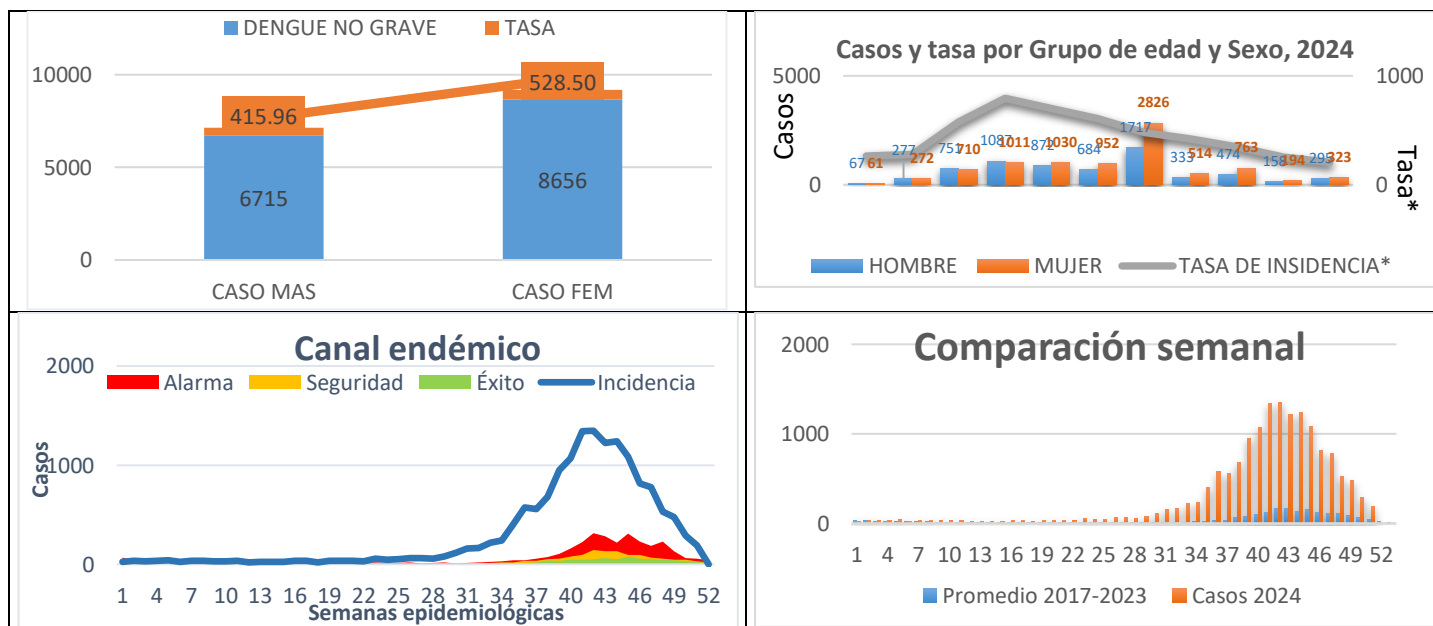 DENGUE NO GRAVE TASA
10000
5000
0
415.96
528.50
6715
8656
CASO MAS CASO FEM
Casos y tasa por Grupo de edad y Sexo, 2024
5000
0
1000
0
Casos
Tasa*
67 61 277 272 751 710 1087 1011 872 1030 684 952 1717 2826 333 514 474 763 158 194 295 323
HOMBRE MUJER TASA DE INSIDENCIA*
Canal endémico
Alarma Seguridad Éxito Incidencia
2000
1000
0
Casos
1 4 7 10 13 16 19 22 25 28 31 34 37 40 43 46 49 52
Semanas epidemiológicas
Comparación semanal
2000
1000
0
1 4 7 10 13 16 19 22 25 28 31 34 37 40 43 46 49 52
Promedio 2017-2023 Casos 2024